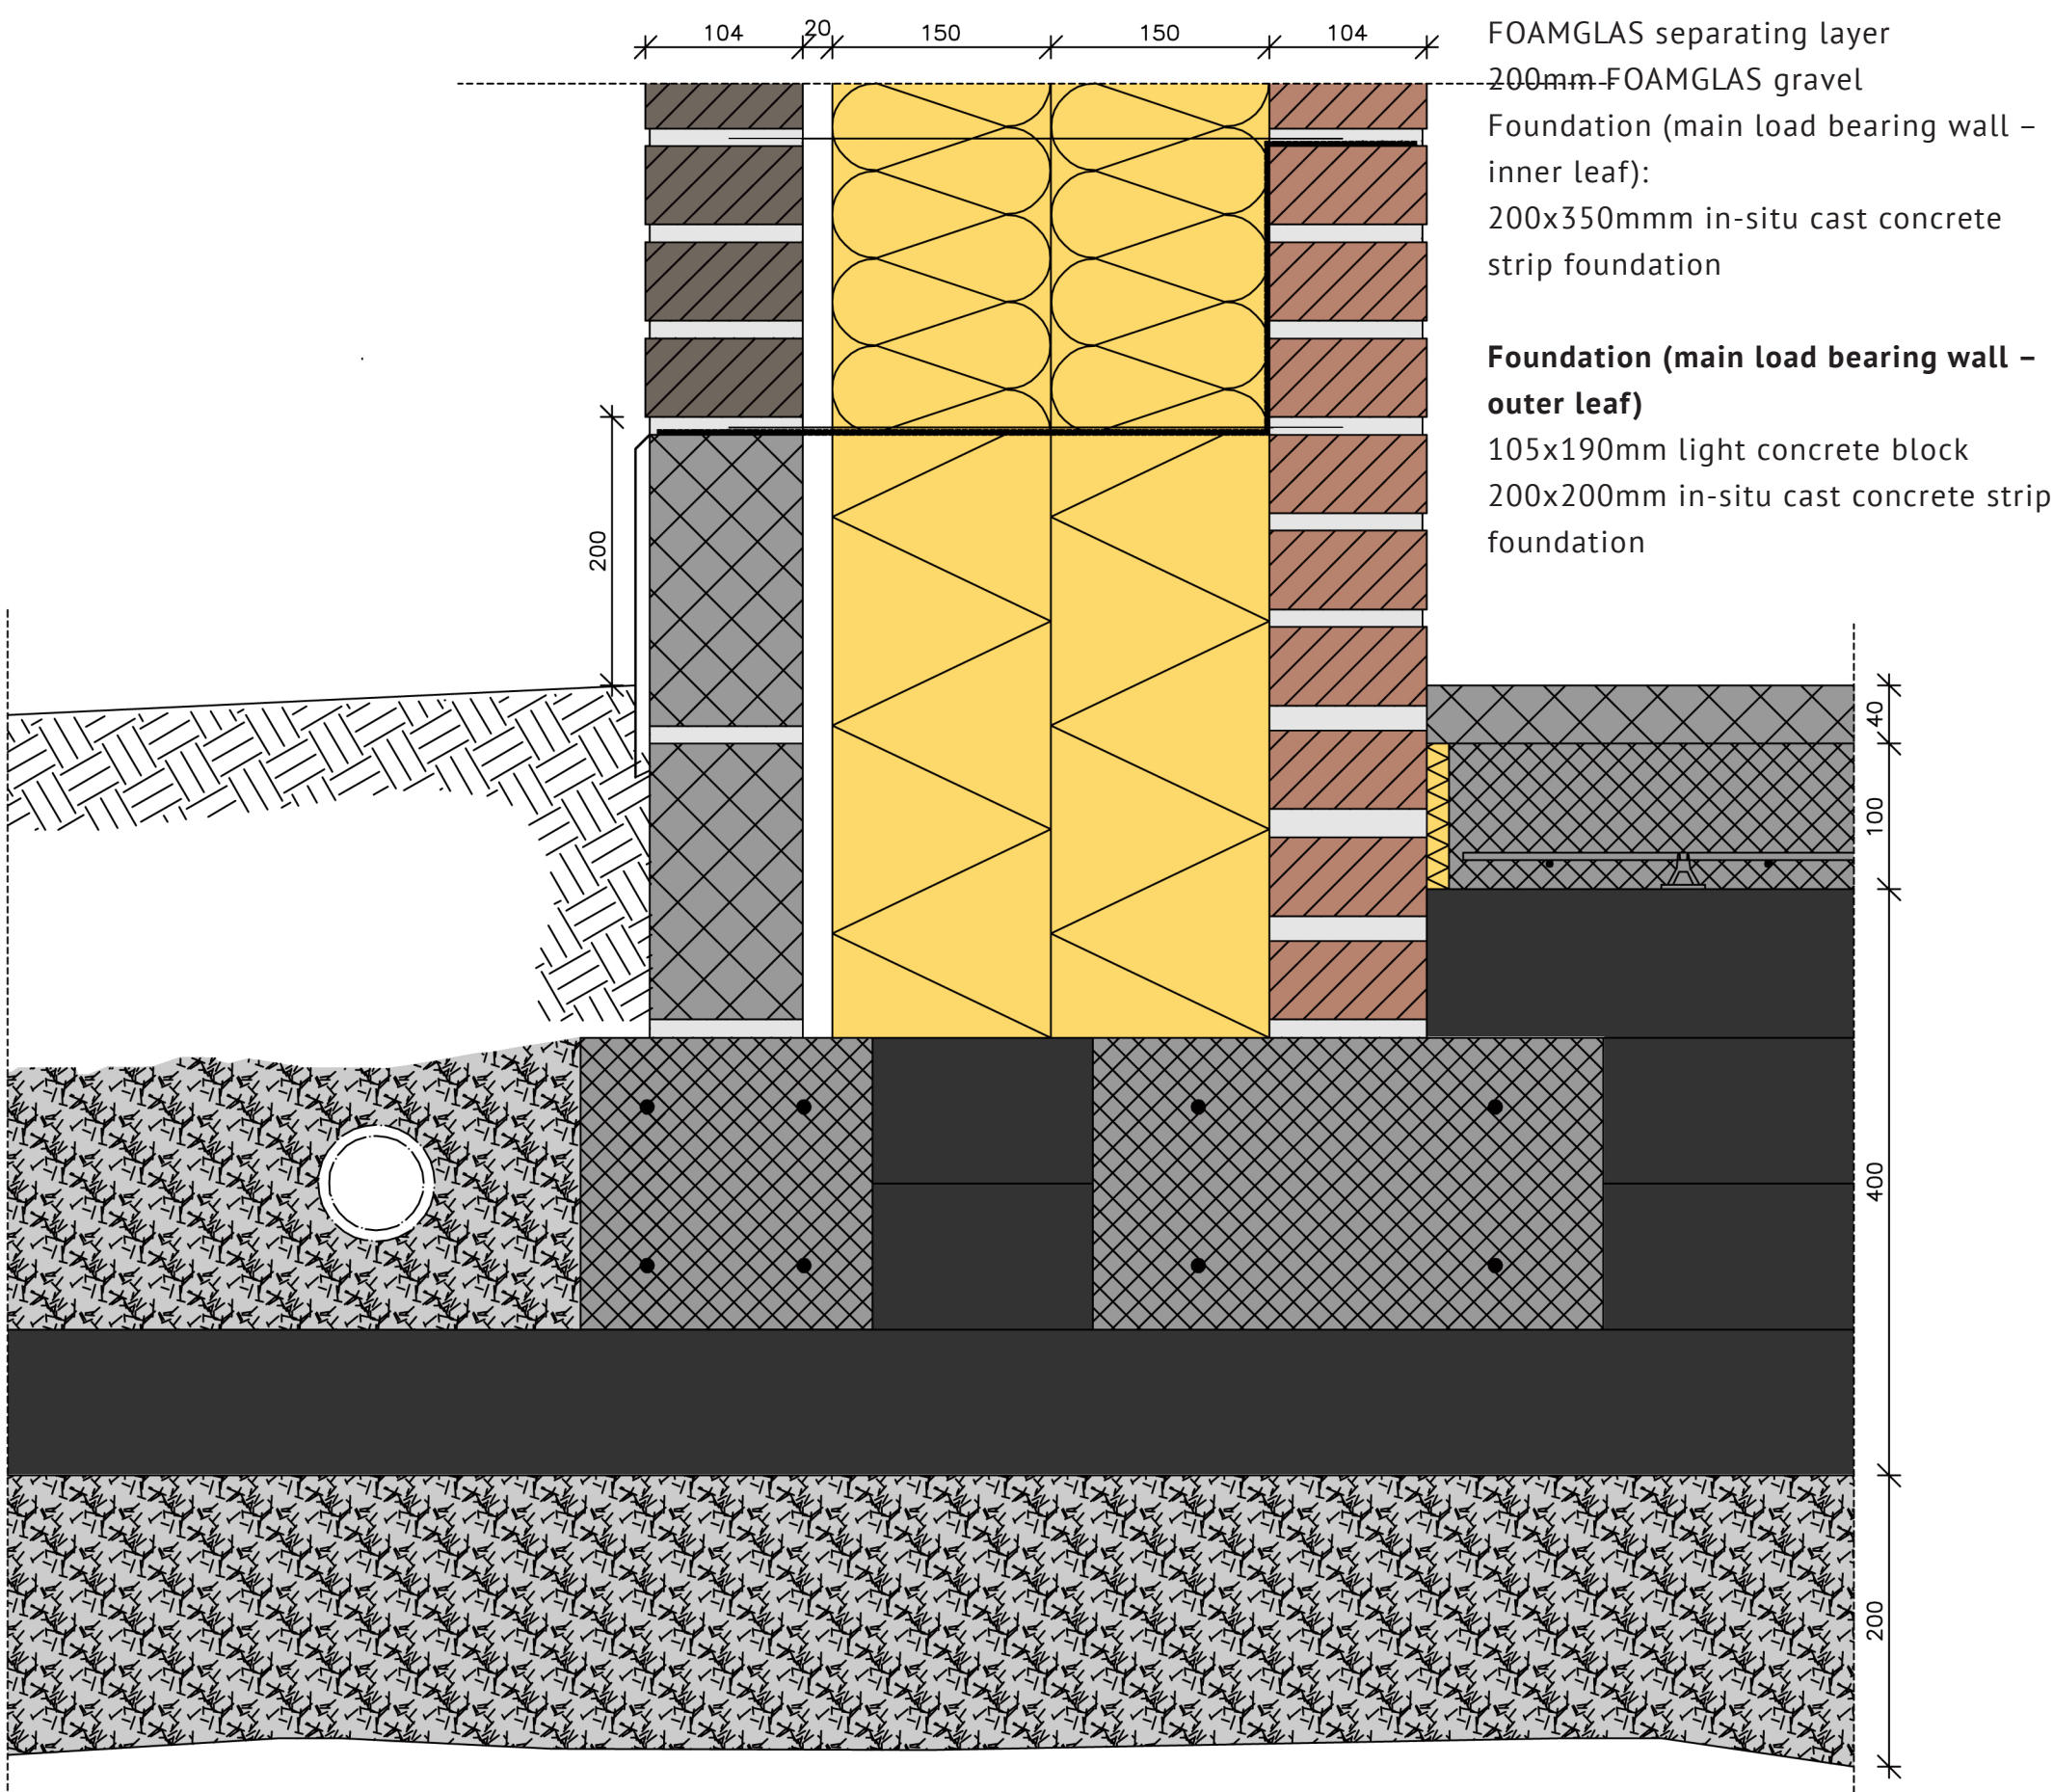 104 20 150 150 104
FOAMGLAS separating layer
200mm FOAMGLAS gravel
Foundation (main load bearing wall –
inner leaf):
200x350mmm in-situ cast concrete
strip foundation
Foundation (main load bearing wall –
outer leaf)
105x190mm light concrete block
200x200mm in-situ cast concrete strip
foundation
200
40
100
400
200